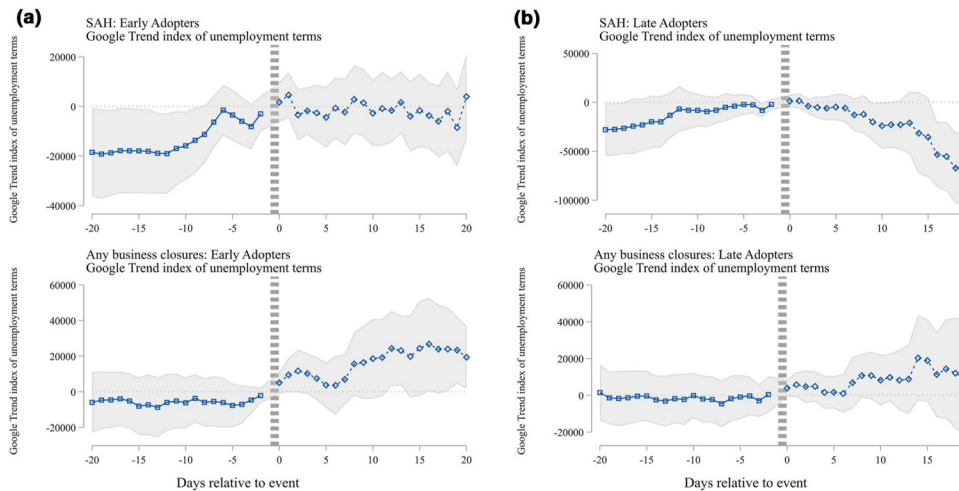 (a)
SAH: Early Adopters
Google Trend index of unemployment terms
Google Trend index of unemployment terms
20000
0
-20000
-40000
-20 -15 -10 -5 0 5 10 15 20
Any business closures: Early Adopters
Google Trend index of unemployment terms
Google Trend index of unemployment terms
60000
40000
20000
0
-20000
-20 -15 -10 -5 0 5 10 15 20
Days relative to event
(b)
SAH: Late Adopters
Google Trend index of unemployment terms
Google Trend index of unemployment terms
50000
0
-50000
-100000
-20 -15 -10 -5 0 5 10 15
Any business closures: Late Adopters
Google Trend index of unemployment terms
Google Trend index of unemployment terms
60000
40000
20000
0
-20000
-20 -15 -10 -5 0 5 10 15
Days relative to event